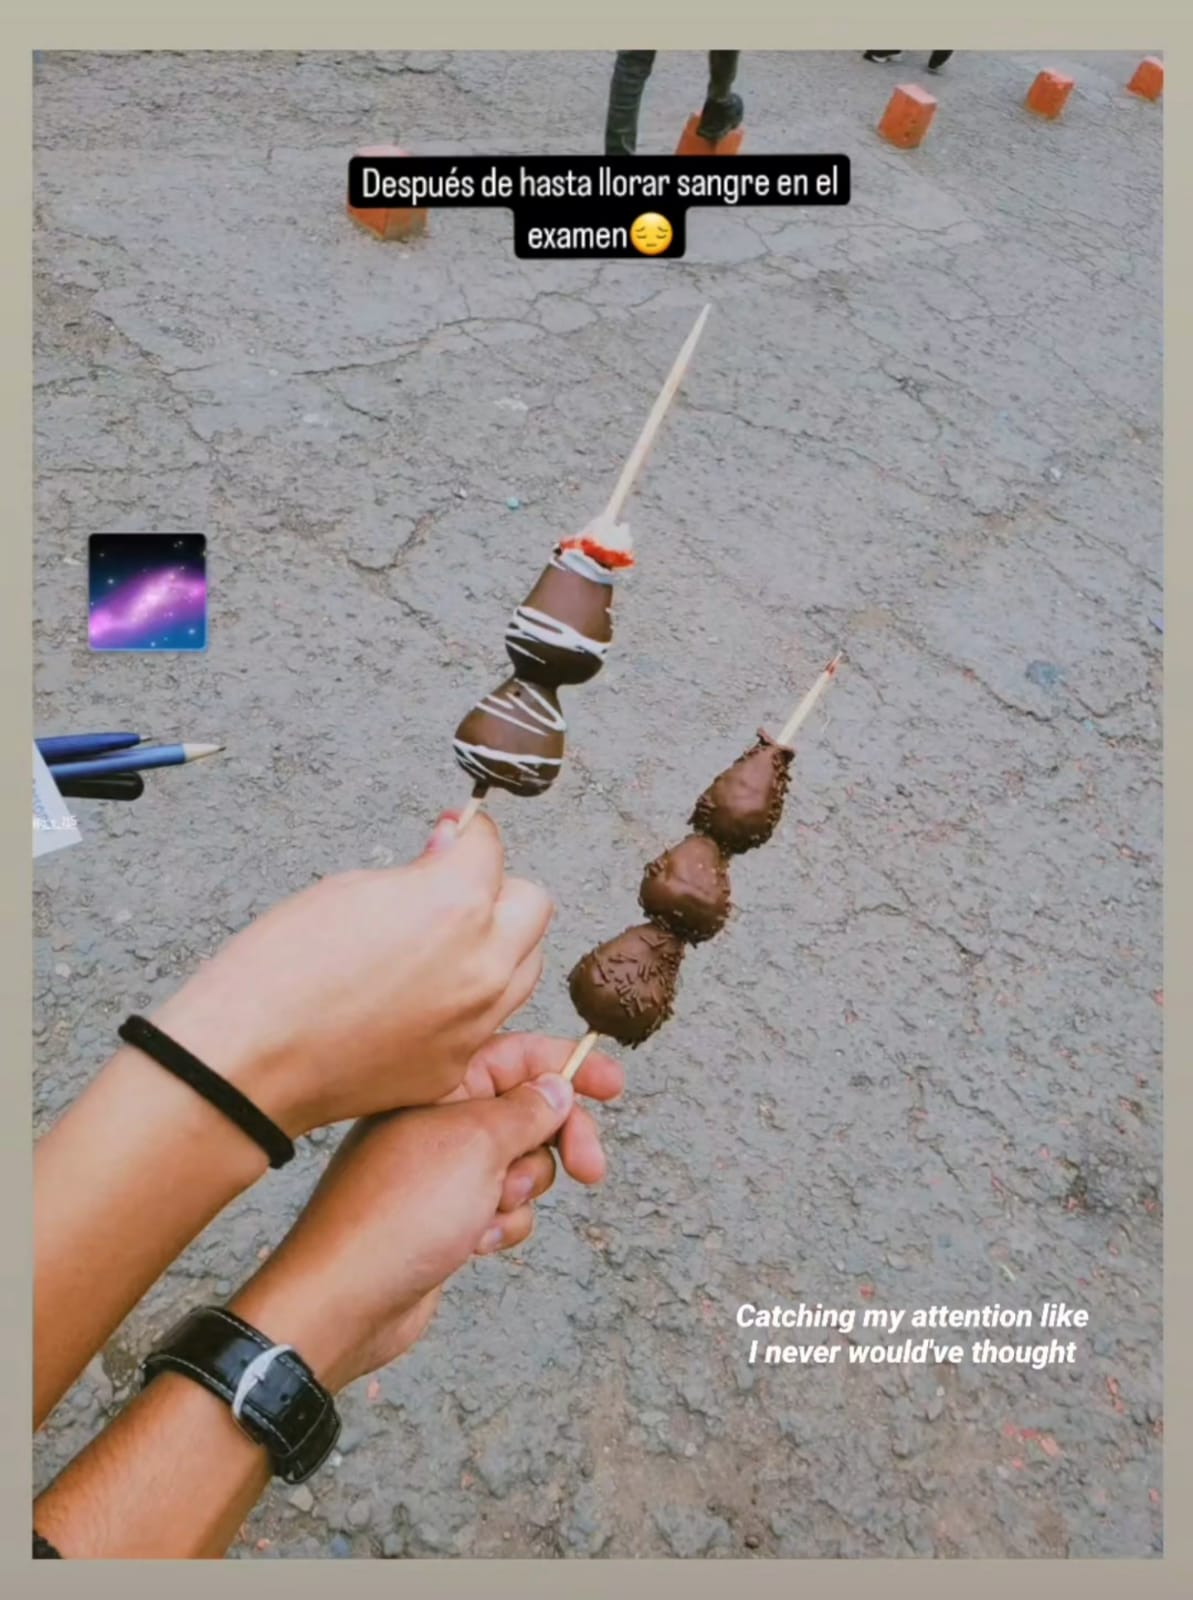 Después de hasta llorar sangre en el
examen😔
Catching my attention like
I never would've thought